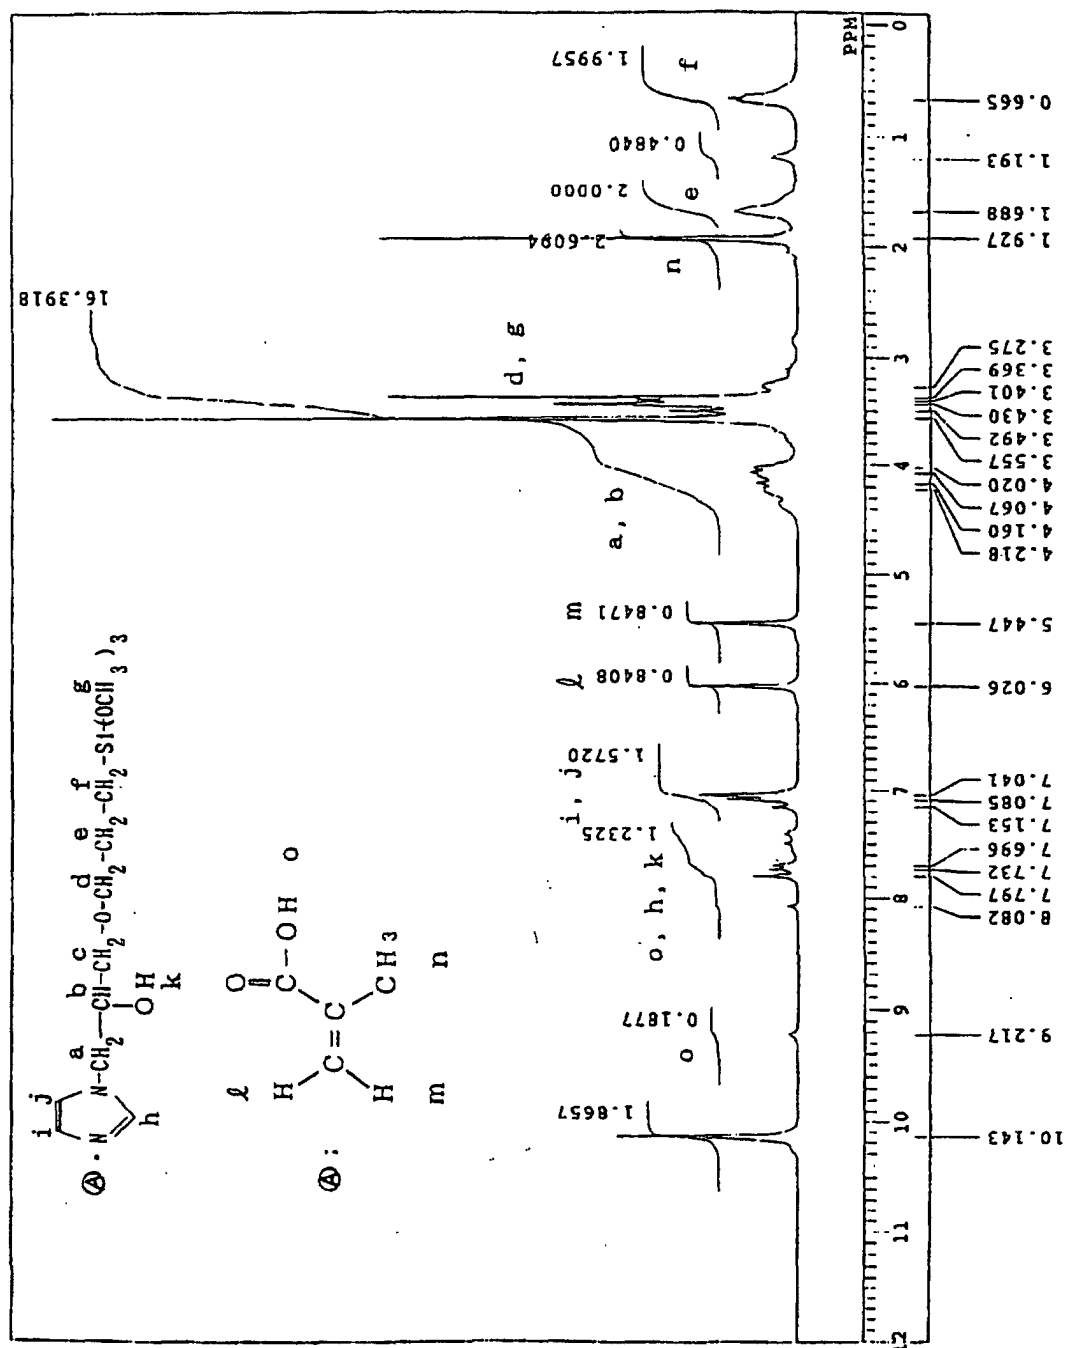 i j a b c d e f g
Ⓐ · N N-CH2-CH-CH2-O-CH2-CH2-CH2-Si-(OCH3)3
h OH
k
ℓ O
H C-OH o
Ⓐ : C=C
H CH3
m n
16.3918
d, g
a, b
1.9957
f
0.4840
2.0000
e
2.6094
n
m 0.8471
ℓ 0.8408
1.5720
i, j
1.2325
o, h, k
0.1877
o
1.8657
PPM
12 11 10 9 8 7 6 5 4 3 2 1 0
10.143
9.217
8.082
7.797
7.732
7.696
7.153
7.085
7.041
6.026
5.447
4.218
4.160
4.067
4.020
3.557
3.492
3.430
3.401
3.369
3.275
1.927
1.688
1.193
0.665